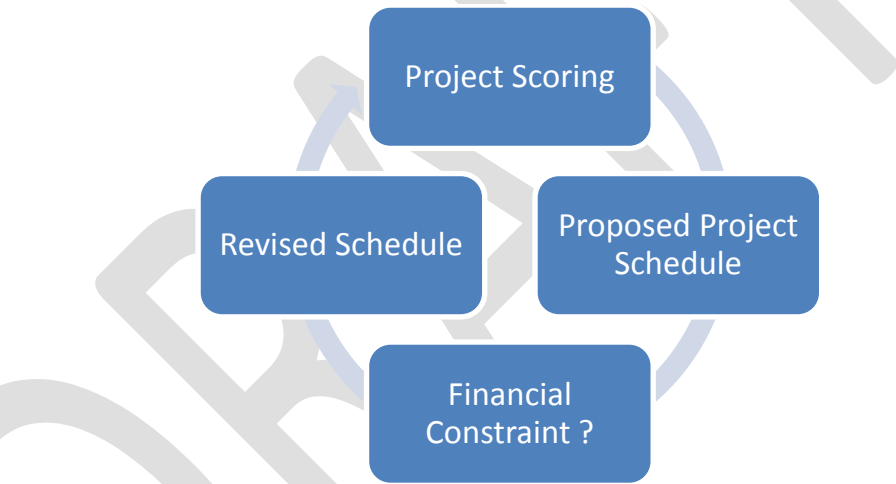 Project Scoring
Proposed Project
Schedule
Financial
Constraint ?
Revised Schedule